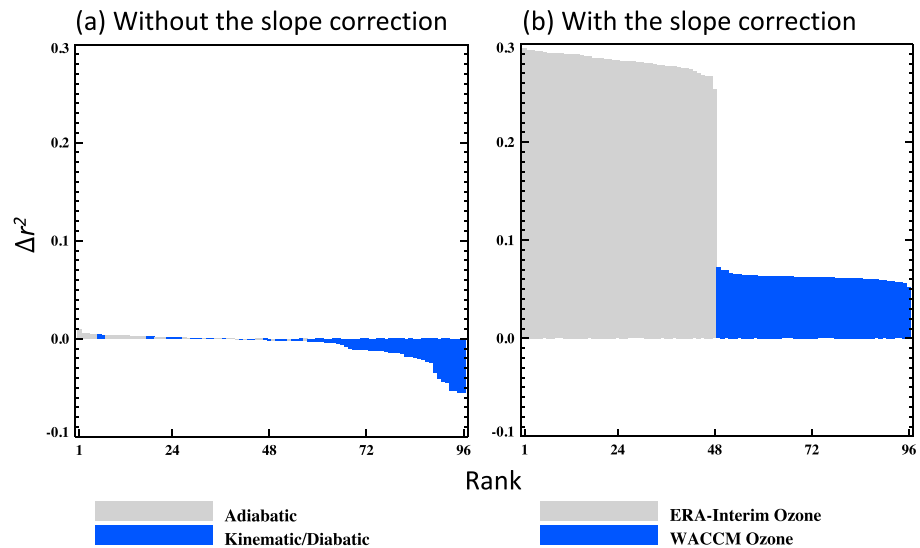 (a) Without the slope correction
(b) With the slope correction
0.3
0.2
0.1
0.0
-0.1
Δr²
1 24 48 72 96
0.3
0.2
0.1
0.0
-0.1
1 24 48 72 96
Rank
Adiabatic
Kinematic/Diabatic
ERA-Interim Ozone
WACCM Ozone